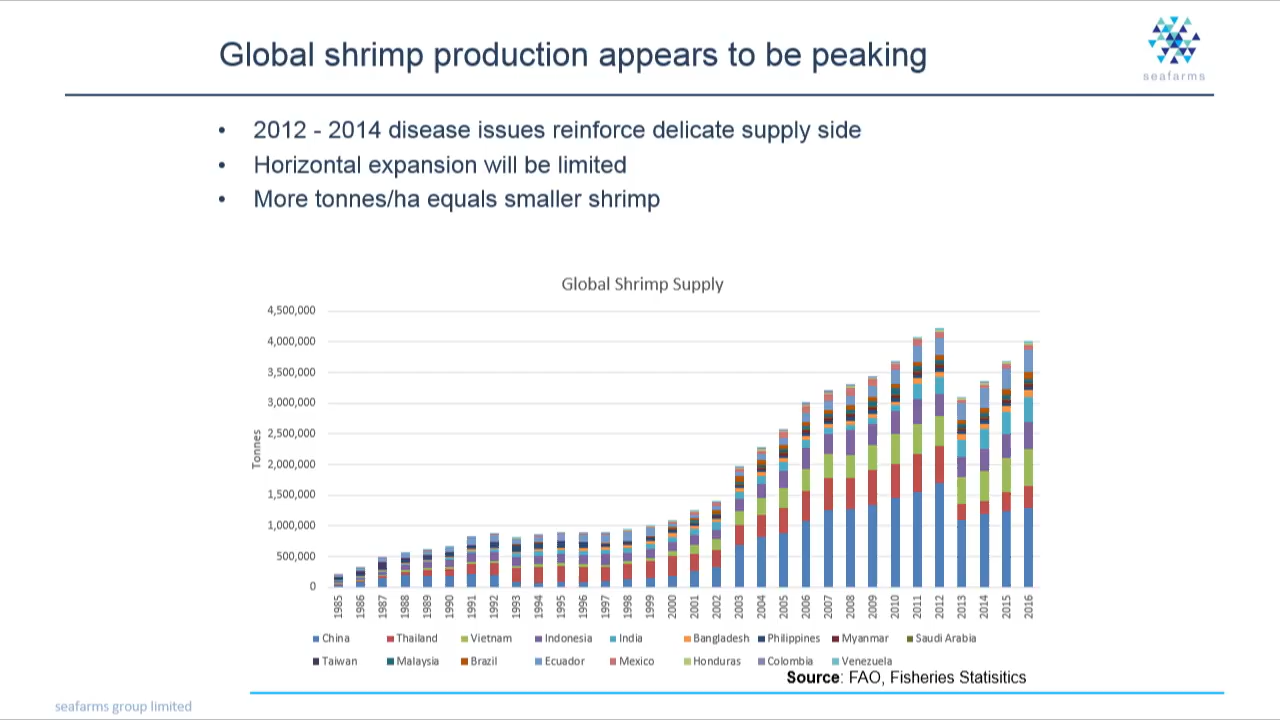 Global shrimp production appears to be peaking
seafarms
• 2012 - 2014 disease issues reinforce delicate supply side
• Horizontal expansion will be limited
• More tonnes/ha equals smaller shrimp
Global Shrimp Supply
Tonnes
4,500,000
4,000,000
3,500,000
3,000,000
2,500,000
2,000,000
1,500,000
1,000,000
500,000
0
1985 1986 1987 1988 1989 1990 1991 1992 1993 1994 1995 1996 1997 1998 1999 2000 2001 2002 2003 2004 2005 2006 2007 2008 2009 2010 2011 2012 2013 2014 2015 2016
China Thailand Vietnam Indonesia India Bangladesh Philippines Myanmar Saudi Arabia
Taiwan Malaysia Brazil Ecuador Mexico Honduras Colombia Venezuela
Source: FAO, Fisheries Statisitics
seafarms group limited